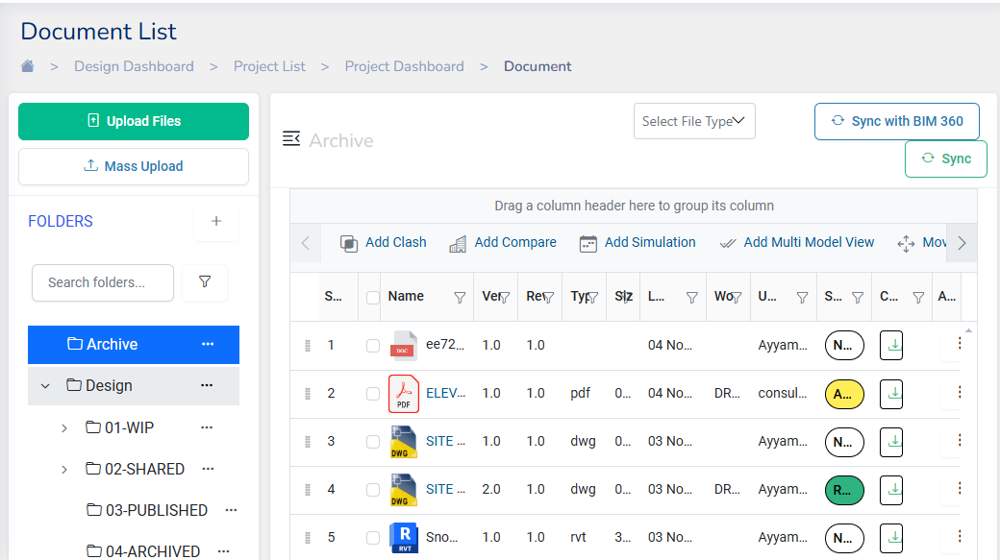 Document List
> Design Dashboard > Project List > Project Dashboard > Document
Upload Files
Mass Upload
FOLDERS
+
Search folders...
Archive ...
Design ...
01-WIP ...
02-SHARED ...
03-PUBLISHED ...
04-ARCHIVED ...
Archive
Select File Type
Sync with BIM 360
Sync
Drag a column header here to group its column
Add Clash Add Compare Add Simulation Add Multi Model View Mov
S... Name Ver Rev Typ Siz L... Wo U... S... C... A...
1 DOC ee72... 1.0 1.0 04 No... Ayyam... N...
2 PDF ELEV... 1.0 1.0 pdf 0... 04 No... DR... consul... A...
3 DWG SITE ... 1.0 1.0 dwg 0... 03 No... Ayyam... N...
4 DWG SITE ... 2.0 1.0 dwg 0... 03 No... DR... Ayyam... R...
5 R RVT Sno... 1.0 1.0 rvt 3... 03 No... Ayyam... N...